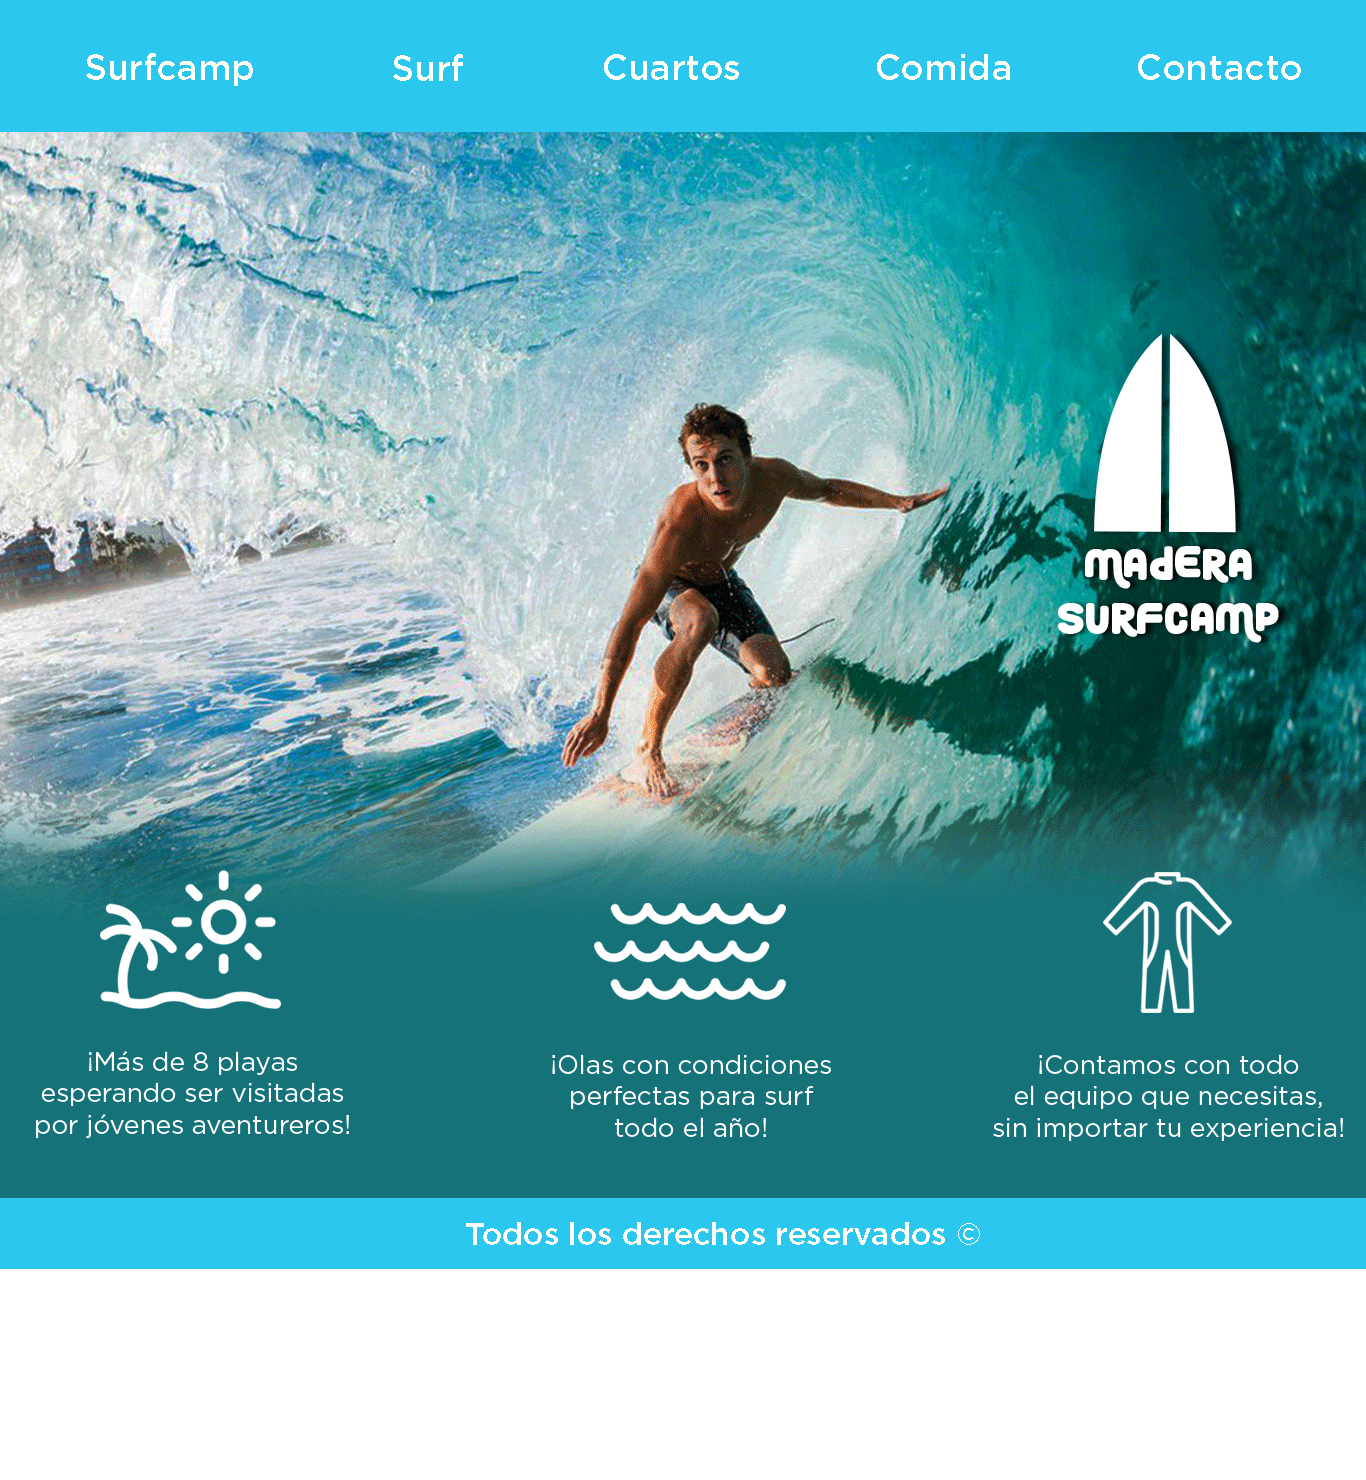 Surfcamp
Surf
Cuartos
Comida
Contacto
MADERA
SURFCAMP
¡Más de 8 playas
esperando ser visitadas
por jóvenes aventureros!
¡Olas con condiciones
perfectas para surf
todo el año!
¡Contamos con todo
el equipo que necesitas,
sin importar tu experiencia!
Todos los derechos reservados ©